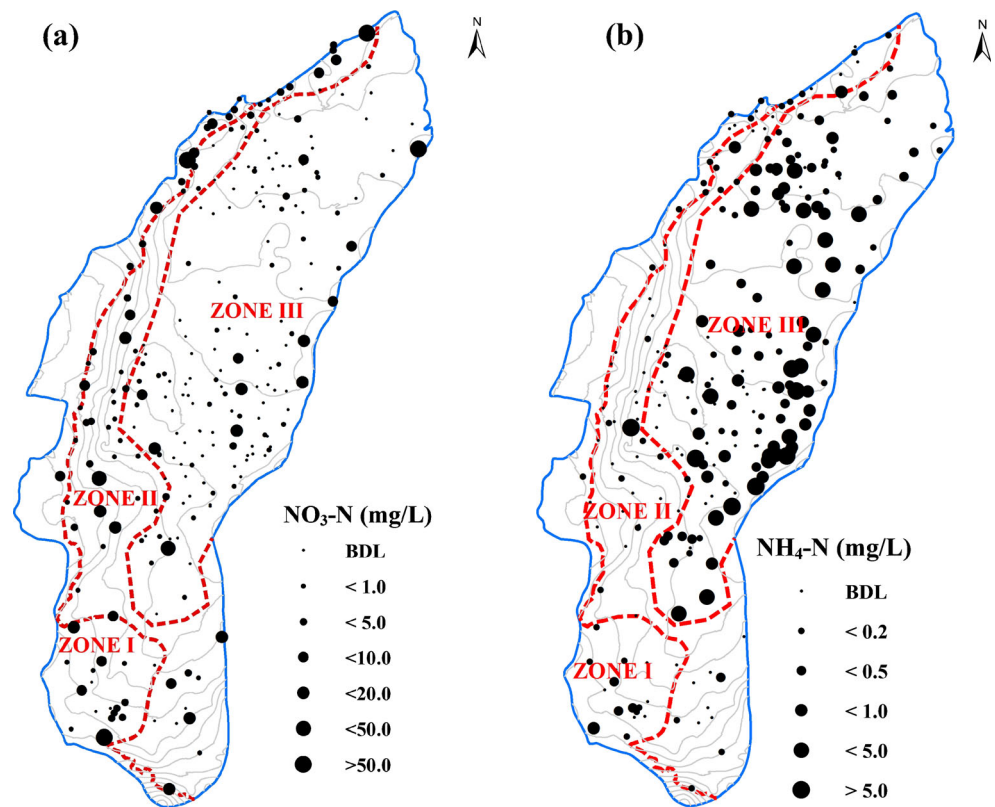 (a)
N
ZONE III
ZONE II
ZONE I
NO₃-N (mg/L)
BDL
< 1.0
< 5.0
<10.0
<20.0
<50.0
>50.0
(b)
N
ZONE III
ZONE II
ZONE I
NH₄-N (mg/L)
BDL
< 0.2
< 0.5
< 1.0
< 5.0
> 5.0